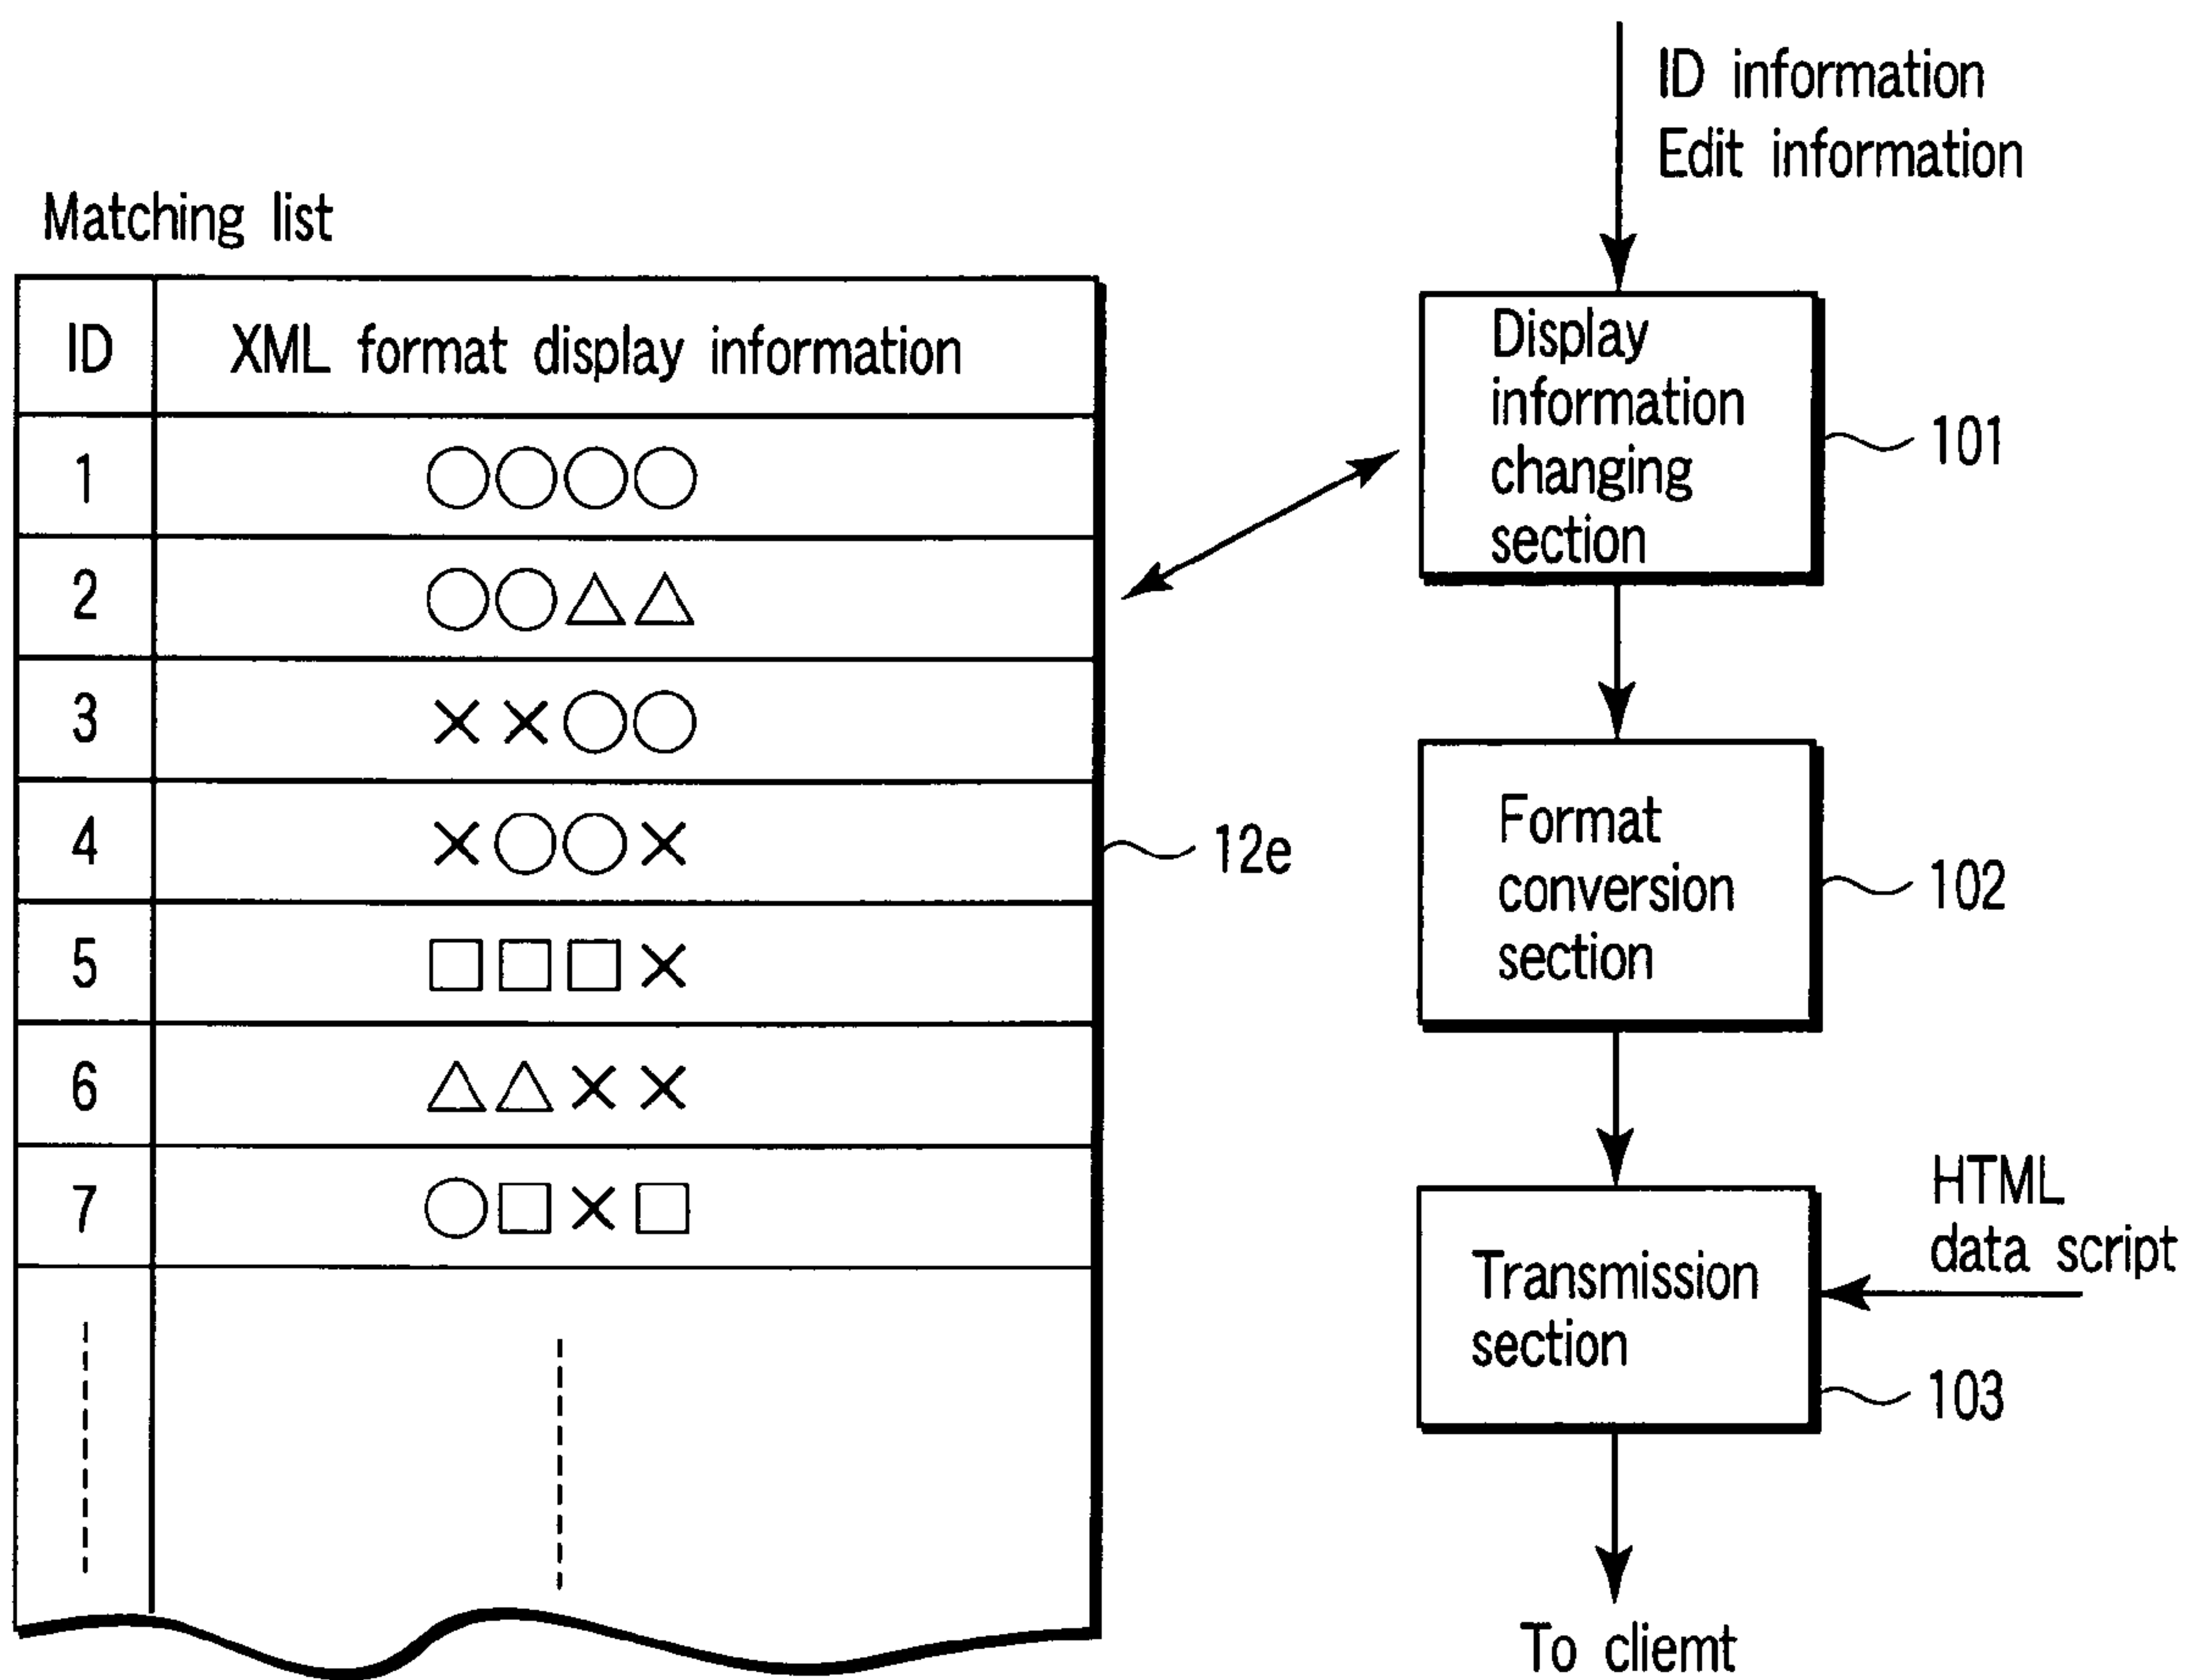 Matching list
ID XML format display information
1 ○○○○
2 ○○△△
3 ××○○
4 ×○○×
5 □□□×
6 △△××
7 ○□×□
12e
ID information
Edit information
Display
information
changing
section
101
Format
conversion
section
102
HTML
data script
Transmission
section
103
To cliemt